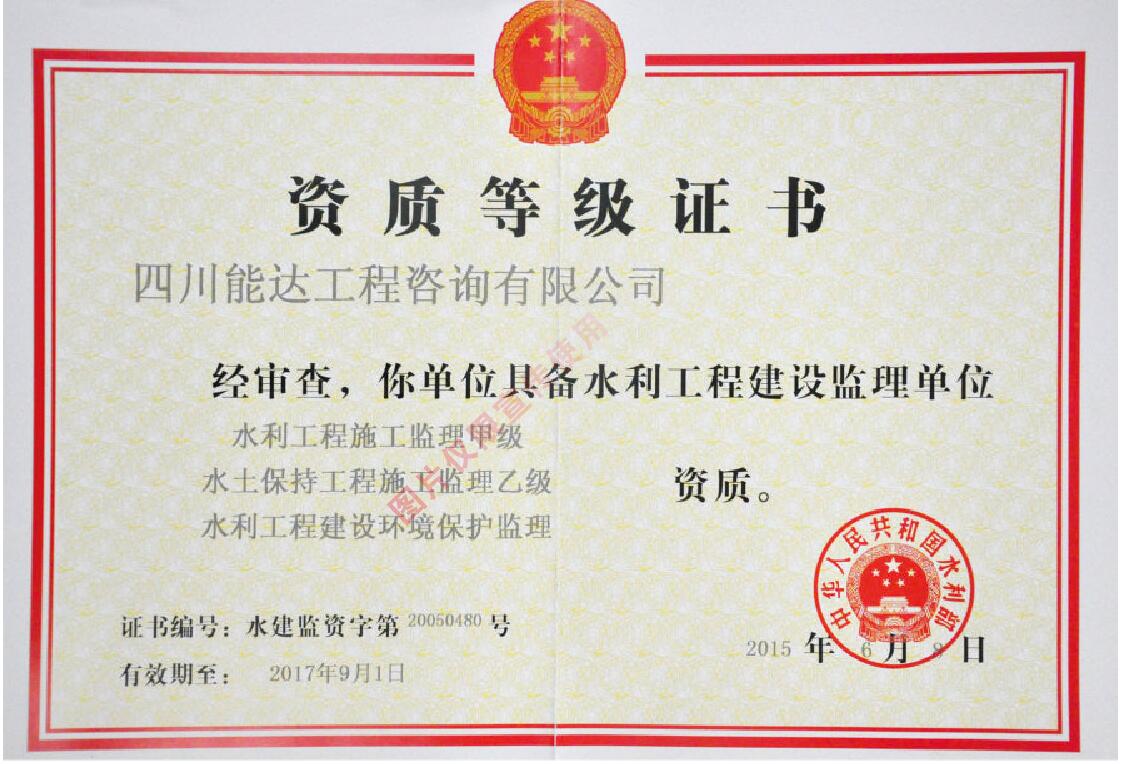 资质等级证书
四川能达工程咨询有限公司
经审查，你单位具备水利工程建设监理单位
水利工程施工监理甲级
水土保持工程施工监理乙级
资质。
水利工程建设环境保护监理
图片仅限宣传使用
中华人民共和国水利部
证书编号：水建监资字第 20050480 号
2015 年 6 月 8 日
有效期至： 2017年9月1日